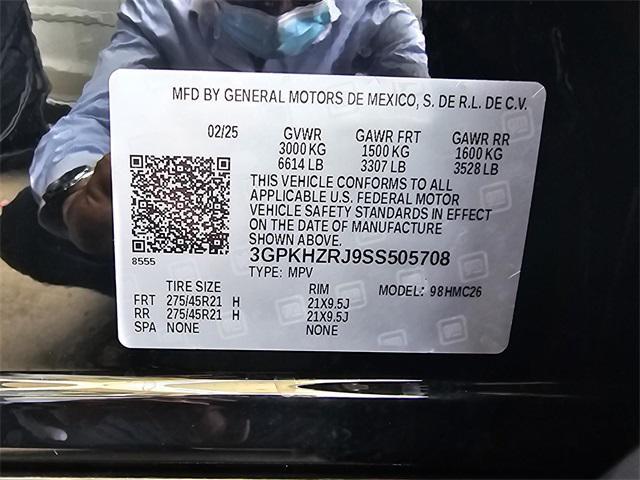 MFD BY GENERAL MOTORS DE MEXICO, S. DE R.L. DE C.V.
02/25 GVWR GAWR FRT GAWR RR
3000 KG 1500 KG 1600 KG
6614 LB 3307 LB 3528 LB
THIS VEHICLE CONFORMS TO ALL
APPLICABLE U.S. FEDERAL MOTOR
VEHICLE SAFETY STANDARDS IN EFFECT
ON THE DATE OF MANUFACTURE
SHOWN ABOVE.
8555
3GPKHZRJ9SS505708
TYPE: MPV
TIRE SIZE RIM MODEL: 98HMC26
FRT 275/45R21 H 21X9.5J
RR 275/45R21 H 21X9.5J
SPA NONE NONE